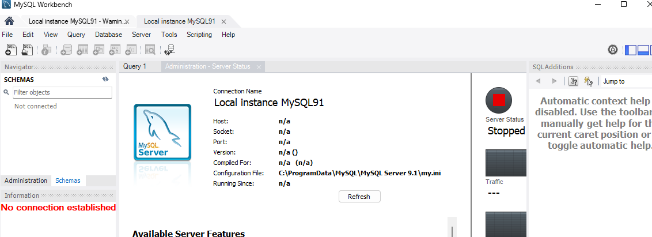 MySQL Workbench
Local instance MySQL91 - Warnin...
Local instance MySQL91
File Edit View Query Database Server Tools Scripting Help
Navigator
SCHEMAS
Filter objects
Not connected
Administration Schemas
Information
No connection established
Query 1
Administration - Server Status
MySQL
Server
Connection Name
Local instance MySQL91
Host: n/a
Socket: n/a
Port: n/a
Version: n/a ()
Compiled For: n/a (n/a)
Configuration File: C:\ProgramData\MySQL\MySQL Server 9.1\my.ini
Running Since: n/a
Refresh
Available Server Features
Server Status
Stopped
Traffic
---
SQLAdditions
Jump to
Automatic context help
disabled. Use the toolbar
manually get help for th
current caret position or
toggle automatic help.